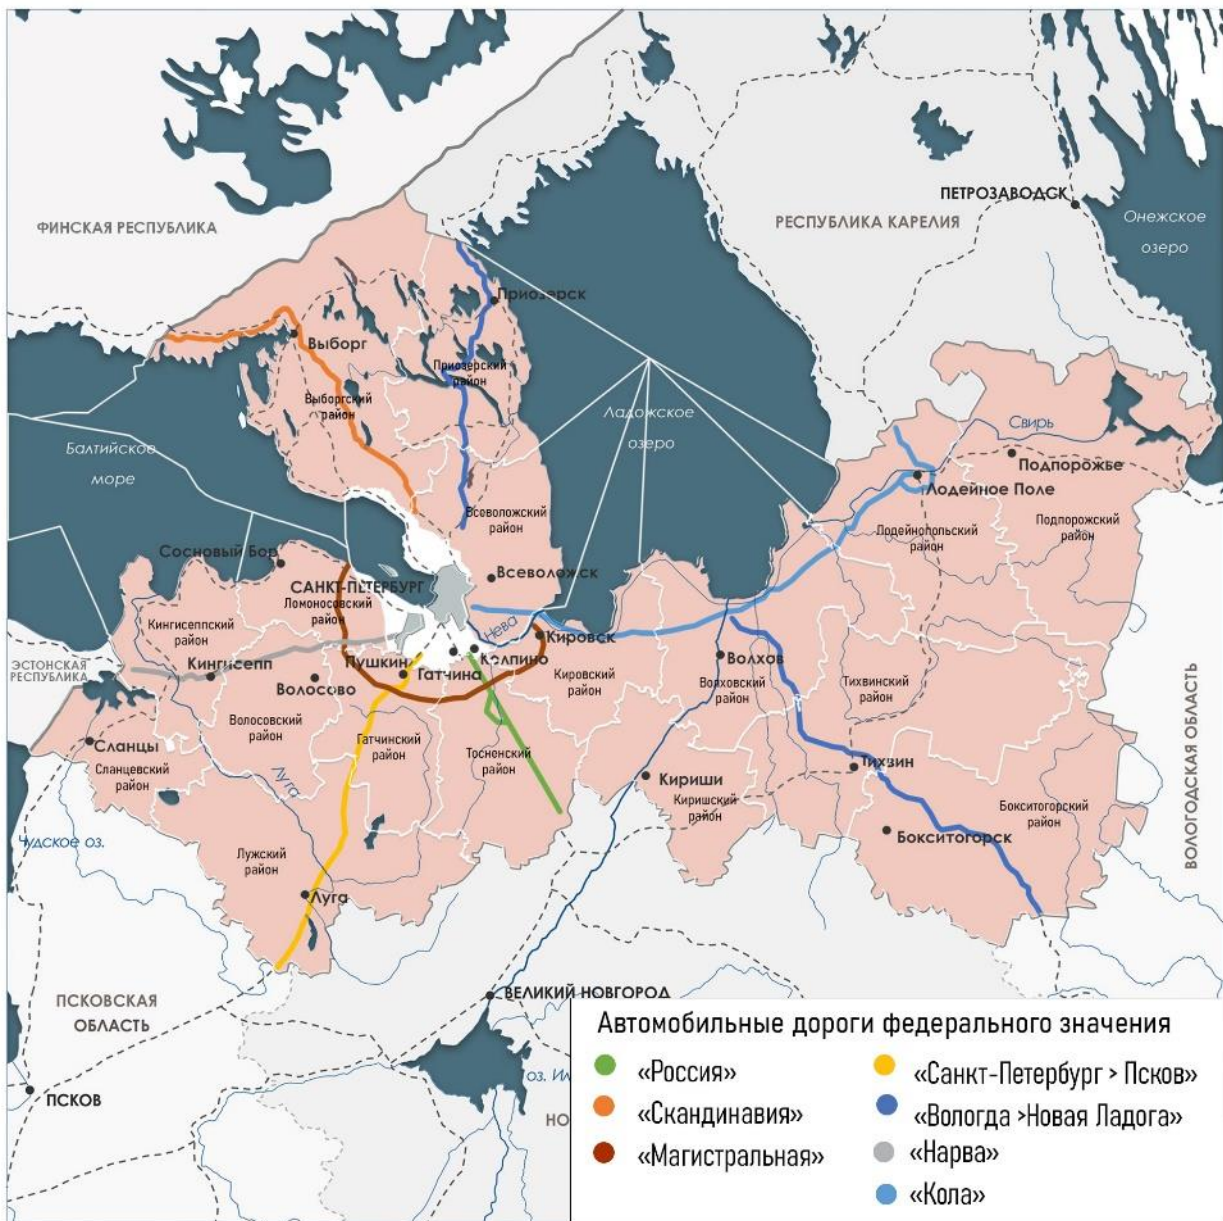 ПЕТРОЗАВОДСК
Онежское
озеро
ФИНСКАЯ РЕСПУБЛИКА
РЕСПУБЛИКА КАРЕЛИЯ
Приозерск
Выборг
Приозерский
район
Выборгский
район
Ладожское
озеро
Свирь
Балтийское
море
Подпорожье
Лодейное Поле
Всеволожский
район
Лодейнопольский
район
Подпорожский
район
Сосновый Бор
Всеволожск
САНКТ-ПЕТЕРБУРГ
Ломоносовский
район
Кингисеппский
район
Нева
Кировск
ЭСТОНСКАЯ
РЕСПУБЛИКА
Кингисепп
Пушкин
Гатчина
Колпино
Волхов
Кировский
район
Волховский
район
Тихвинский
район
Волосово
Волосовский
район
Гатчинский
район
Тосненский
район
Сланцы
Сланцевский
район
Луга
Тихвин
Кириши
Киришский
район
Бокситогорский
район
Бокситогорск
ВОЛОГОДСКАЯ ОБЛАСТЬ
Чудское оз.
Лужский
район
Луга
ПСКОВСКАЯ
ОБЛАСТЬ
ВЕЛИКИЙ НОВГОРОД
ПСКОВ
оз. Ил
НО
Автомобильные дороги федерального значения
«Россия»
«Скандинавия»
«Магистральная»
«Санкт-Петербург > Псков»
«Вологда >Новая Ладога»
«Нарва»
«Кола»